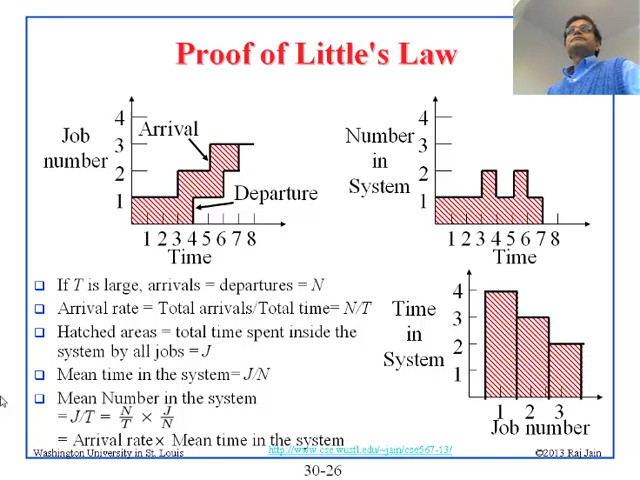 Proof of Little's Law
4
3
2
1
Job
number
Arrival
Departure
1 2 3 4 5 6 7 8
Time
4
3
2
1
Number
in
System
1 2 3 4 5 6 7 8
Time
If T is large, arrivals = departures = N
Arrival rate = Total arrivals/Total time= N/T
Hatched areas = total time spent inside the
system by all jobs = J
Mean time in the system= J/N
Mean Number in the system
= J/T = N/T × J/N
= Arrival rate× Mean time in the system
4
3
2
1
Time
in
System
1 2 3
Job number
Washington University in St. Louis
http://www.cse.wustl.edu/~jain/cse567-13/
©2013 Raj Jain
30-26